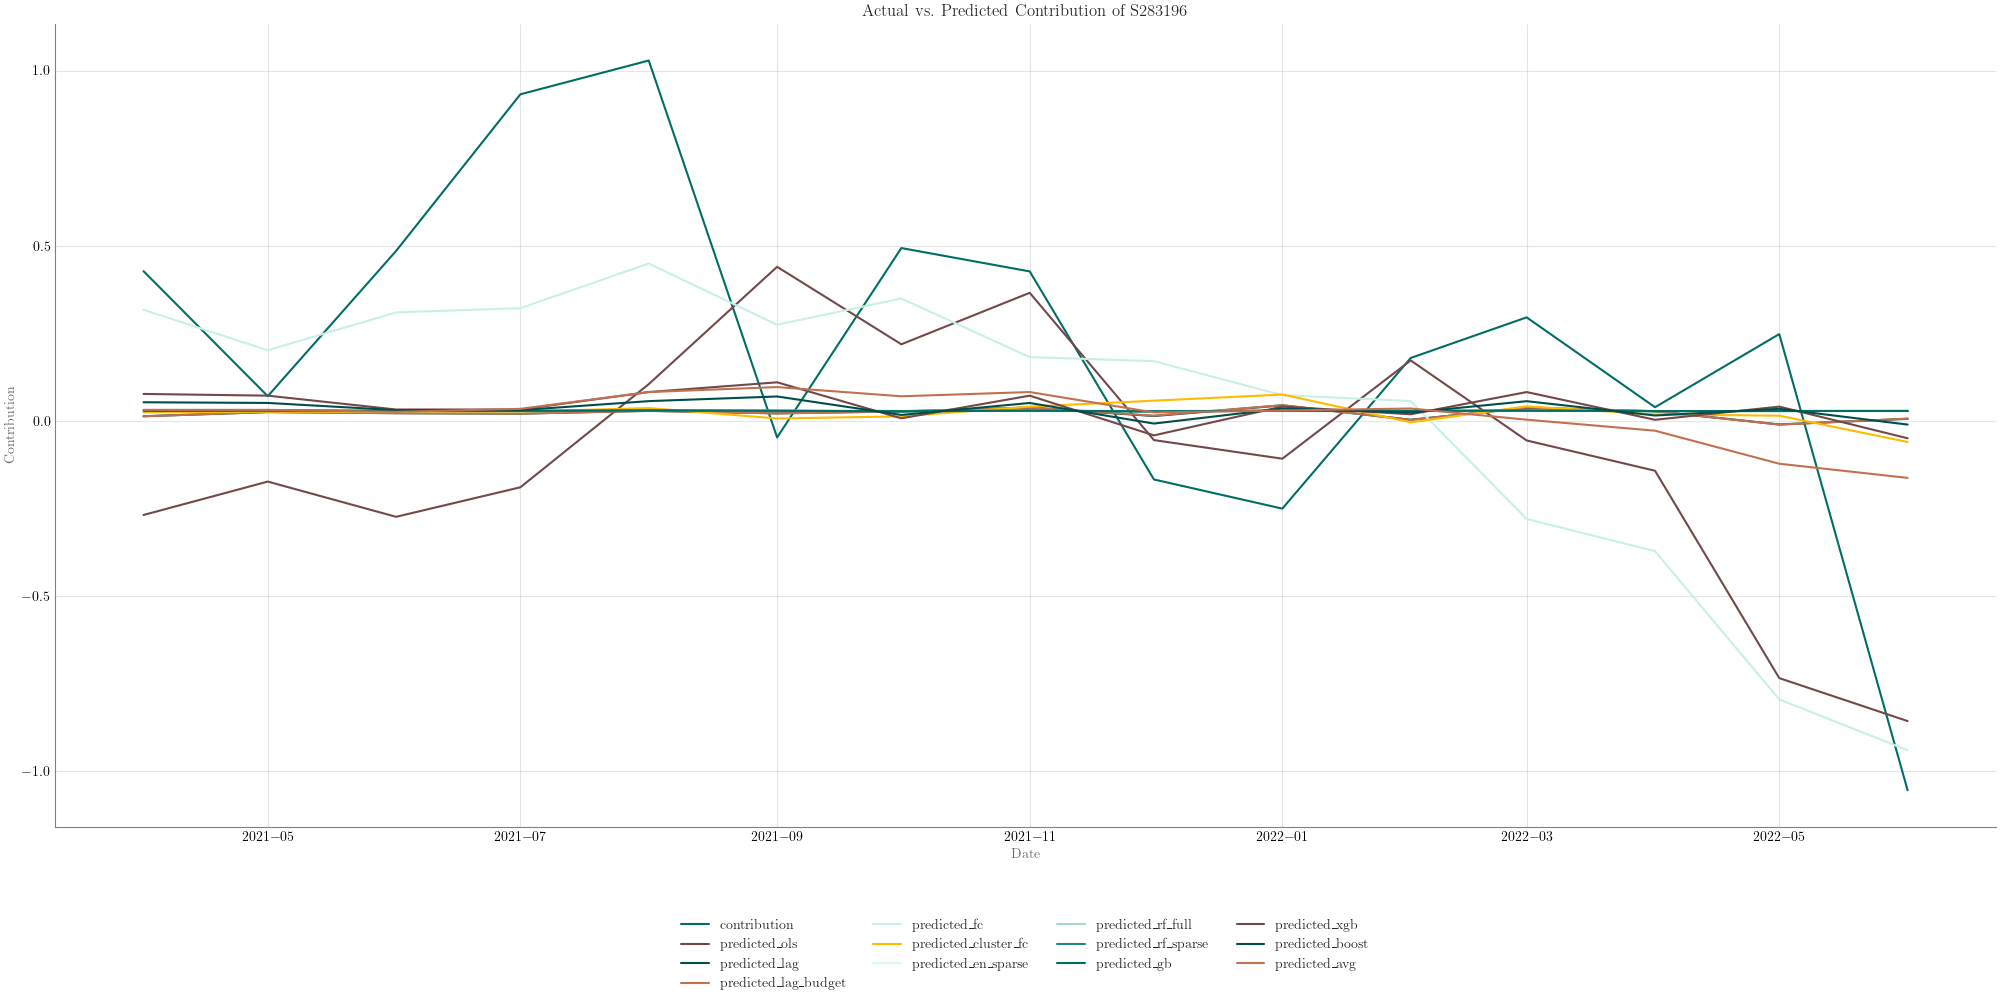 Actual vs. Predicted Contribution of S283196
Contribution
1.0
0.5
0.0
−0.5
−1.0
2021−05 2021−07 2021−09 2021−11 2022−01 2022−03 2022−05
Date
contribution predicted_fc predicted_rf_full predicted_xgb
predicted_ols predicted_cluster_fc predicted_rf_sparse predicted_boost
predicted_lag predicted_en_sparse predicted_gb predicted_avg
predicted_lag_budget